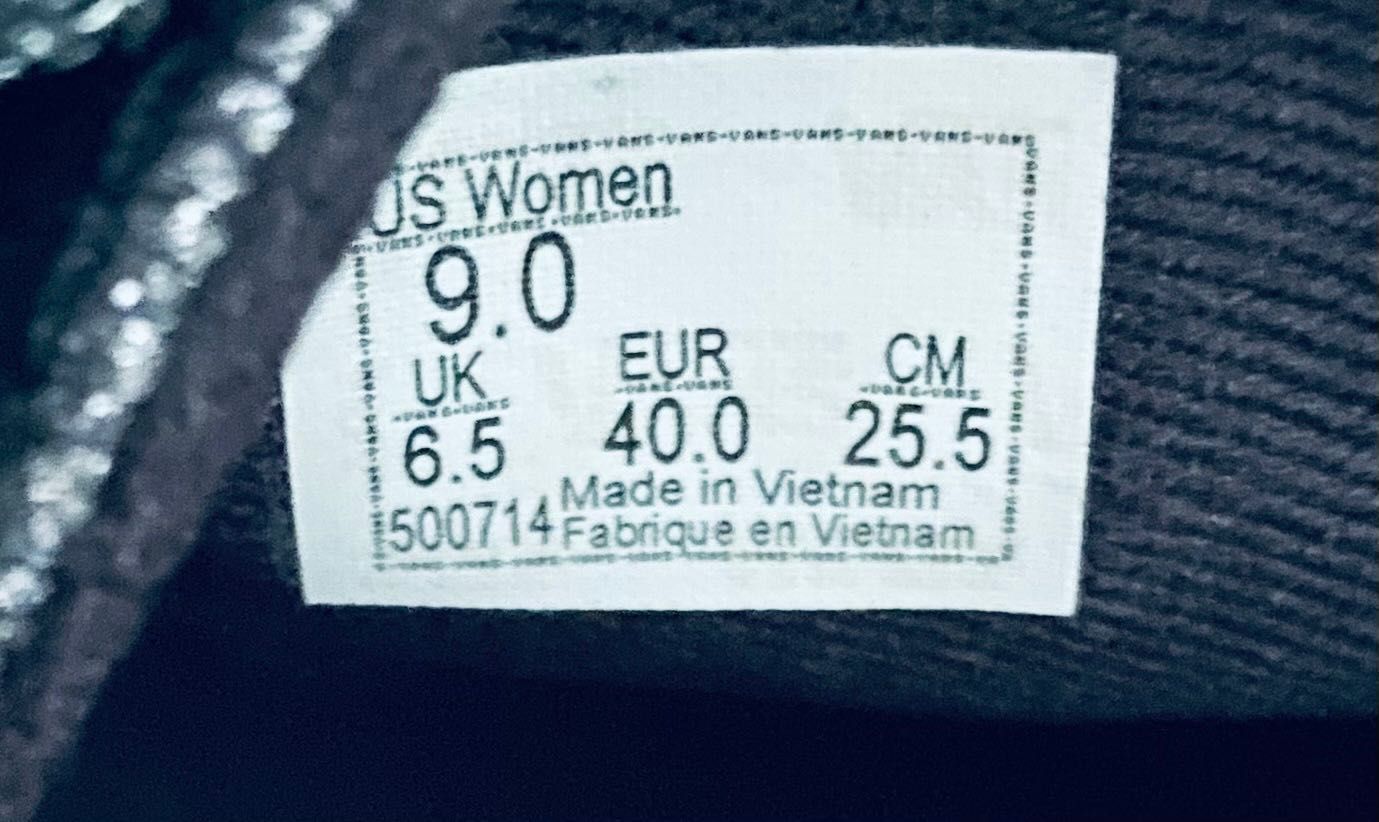 US Women
9.0
UK EUR CM
6.5 40.0 25.5
500714 Made in Vietnam
Fabrique en Vietnam